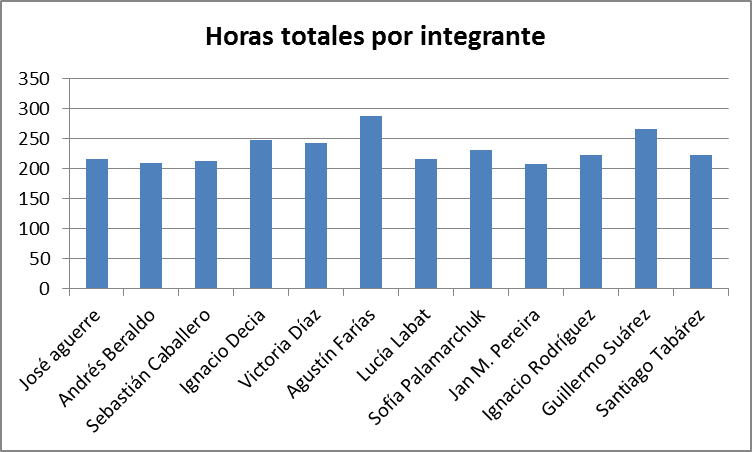 Horas totales por integrante
350
300
250
200
150
100
50
0
José aguerre
Andrés Beraldo
Sebastián Caballero
Ignacio Decia
Victoria Díaz
Agustín Farías
Lucía Labat
Sofía Palamarchuk
Jan M. Pereira
Ignacio Rodríguez
Guillermo Suárez
Santiago Tabárez